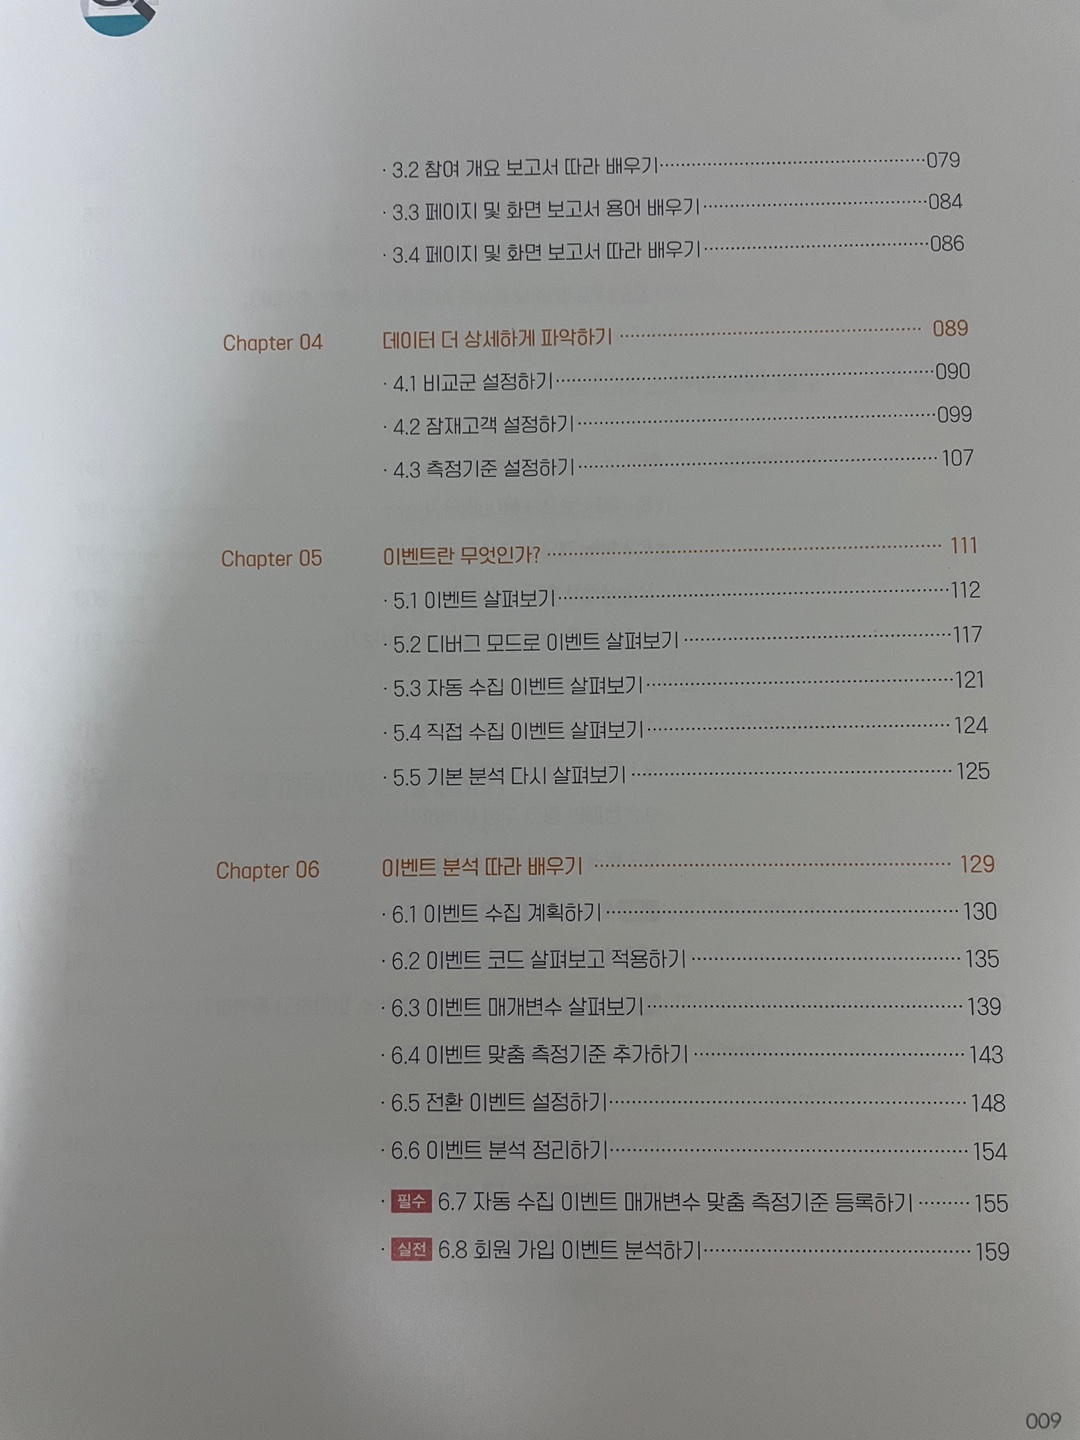 · 3.2 참여 개요 보고서 따라 배우기 079
· 3.3 페이지 및 화면 보고서 용어 배우기 084
· 3.4 페이지 및 화면 보고서 따라 배우기 086
Chapter 04 데이터 더 상세하게 파악하기 089
· 4.1 비교군 설정하기 090
· 4.2 잠재고객 설정하기 099
· 4.3 측정기준 설정하기 107
Chapter 05 이벤트란 무엇인가? 111
· 5.1 이벤트 살펴보기 112
· 5.2 디버그 모드로 이벤트 살펴보기 117
· 5.3 자동 수집 이벤트 살펴보기 121
· 5.4 직접 수집 이벤트 살펴보기 124
· 5.5 기본 분석 다시 살펴보기 125
Chapter 06 이벤트 분석 따라 배우기 129
· 6.1 이벤트 수집 계획하기 130
· 6.2 이벤트 코드 살펴보고 적용하기 135
· 6.3 이벤트 매개변수 살펴보기 139
· 6.4 이벤트 맞춤 측정기준 추가하기 143
· 6.5 전환 이벤트 설정하기 148
· 6.6 이벤트 분석 정리하기 154
· 필수 6.7 자동 수집 이벤트 매개변수 맞춤 측정기준 등록하기 155
· 실전 6.8 회원 가입 이벤트 분석하기 159
009